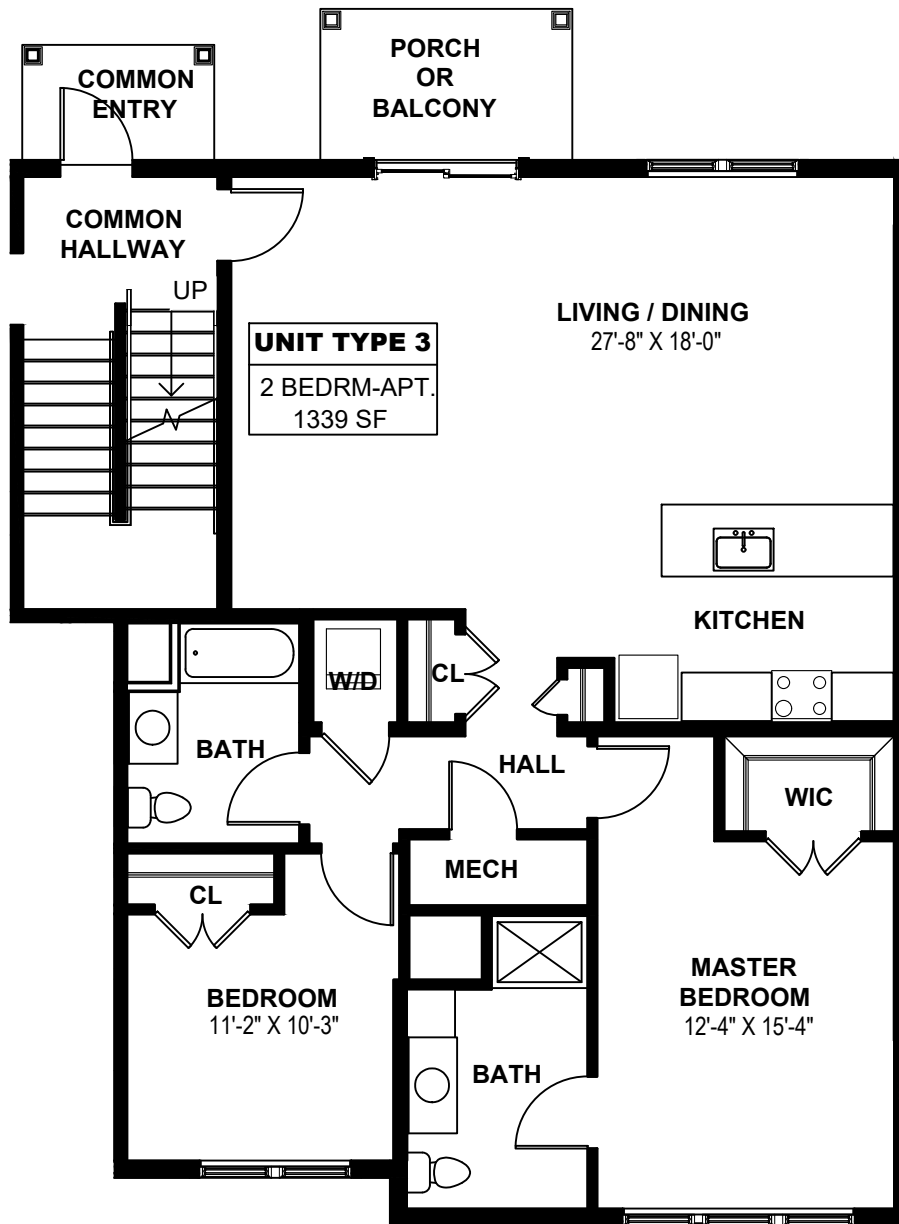 COMMON
ENTRY
PORCH
OR
BALCONY
COMMON
HALLWAY
UP
UNIT TYPE 3
2 BEDRM-APT.
1339 SF
LIVING / DINING
27'-8" X 18'-0"
KITCHEN
CL
W/D
BATH
HALL
WIC
MECH
CL
BEDROOM
11'-2" X 10'-3"
MASTER
BEDROOM
12'-4" X 15'-4"
BATH